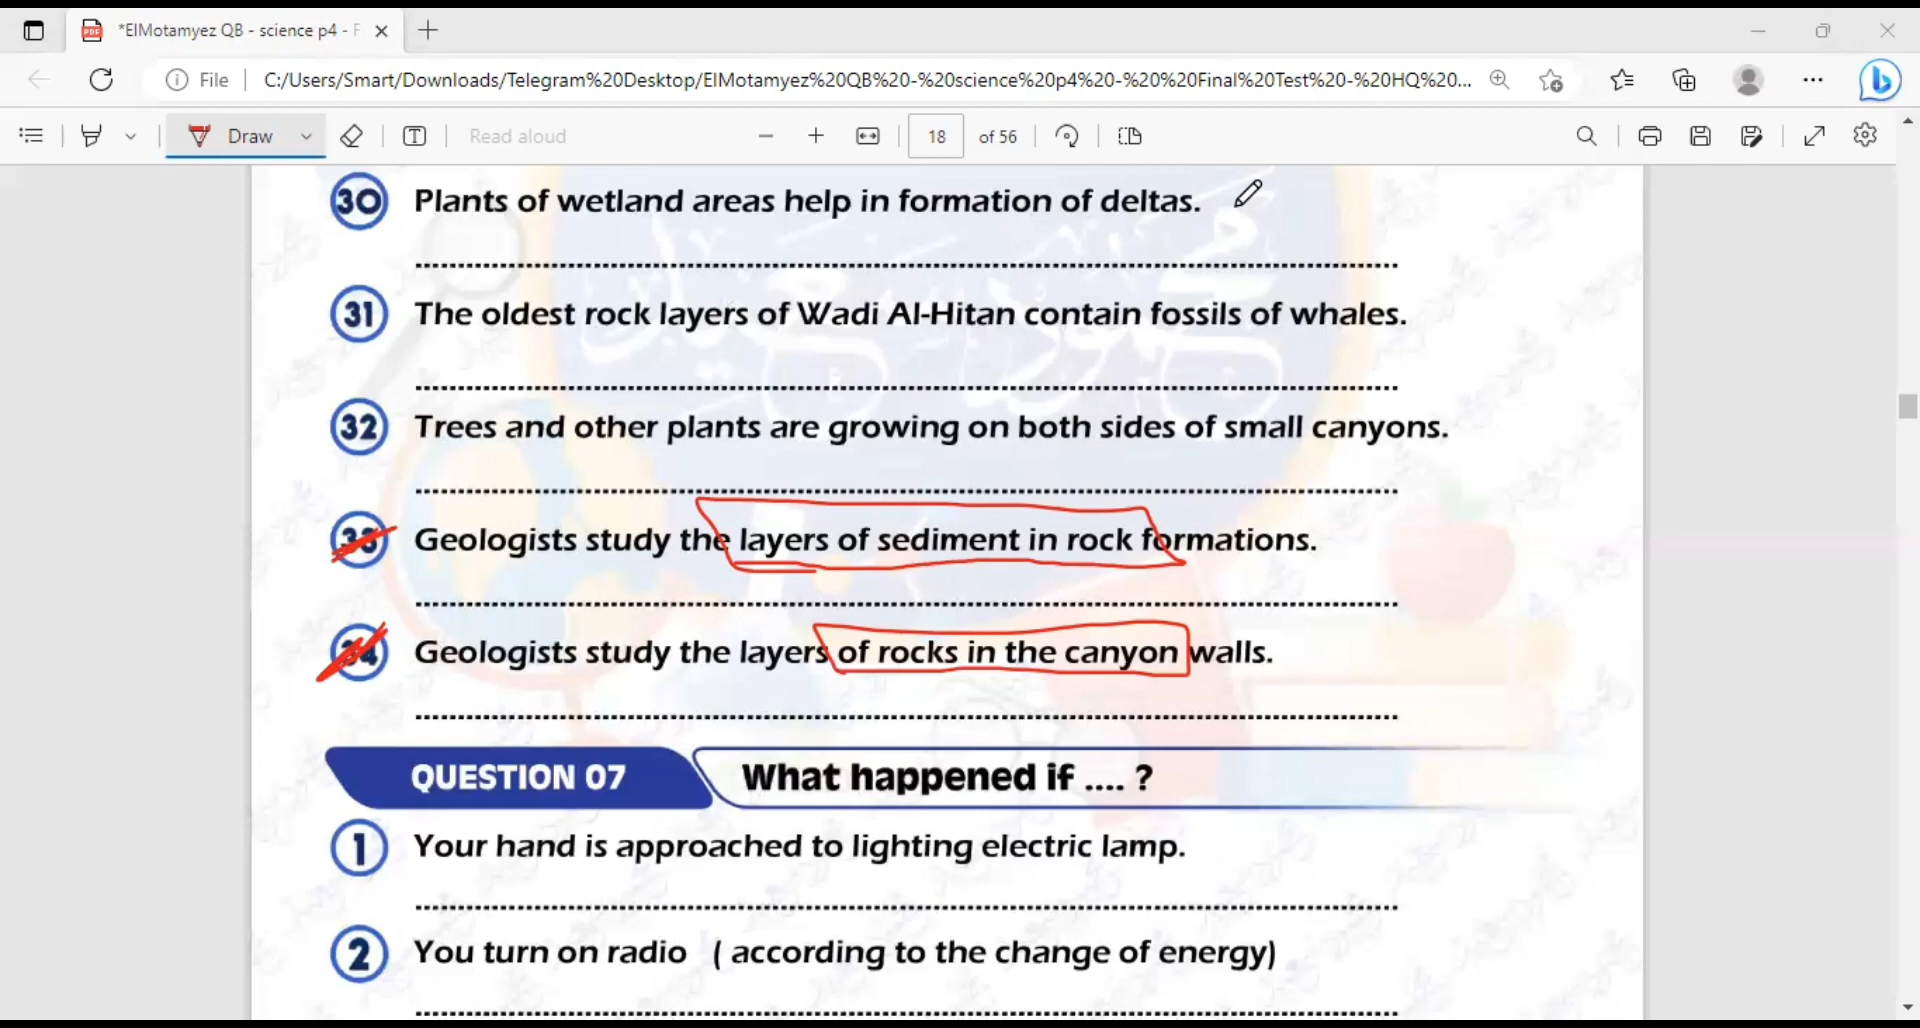 *ElMotamyez QB - science p4 - F
File
C:/Users/Smart/Downloads/Telegram%20Desktop/ElMotamyez%20QB%20-%20science%20p4%20-%20%20Final%20Test%20-%20HQ%20...
Draw
Read aloud
18
of 56
30 Plants of wetland areas help in formation of deltas.
31 The oldest rock layers of Wadi Al-Hitan contain fossils of whales.
32 Trees and other plants are growing on both sides of small canyons.
33 Geologists study the layers of sediment in rock formations.
34 Geologists study the layers of rocks in the canyon walls.
QUESTION 07 What happened if .... ?
1 Your hand is approached to lighting electric lamp.
2 You turn on radio ( according to the change of energy)